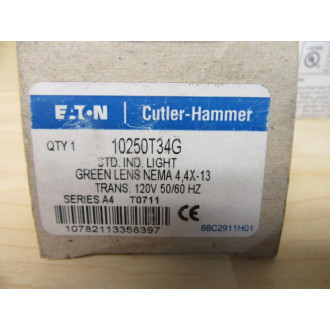 EATON Cutler-Hammer
QTY 1 10250T34G
STD. IND. LIGHT
GREEN LENS NEMA 4,4X-13
TRANS. 120V 50/60 HZ
SERIES A4 T0711
10782113356397 68C2911H01